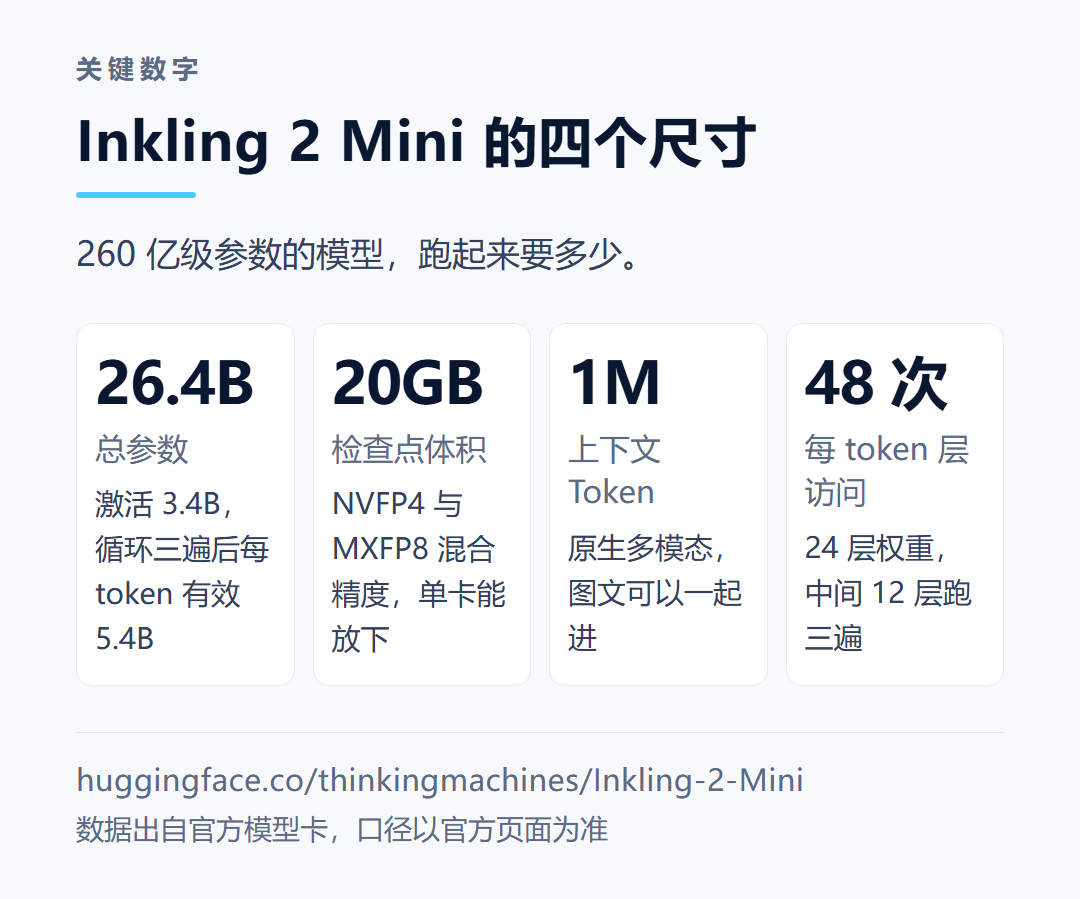 关键数字
Inkling 2 Mini 的四个尺寸
260 亿级参数的模型，跑起来要多少。
26.4B
总参数
激活 3.4B，
循环三遍后每
token 有效
5.4B
20GB
检查点体积
NVFP4 与
MXFP8 混合
精度，单卡能
放下
1M
上下文
Token
原生多模态，
图文可以一起
进
48 次
每 token 层
访问
24 层权重，
中间 12 层跑
三遍
huggingface.co/thinkingmachines/Inkling-2-Mini
数据出自官方模型卡，口径以官方页面为准